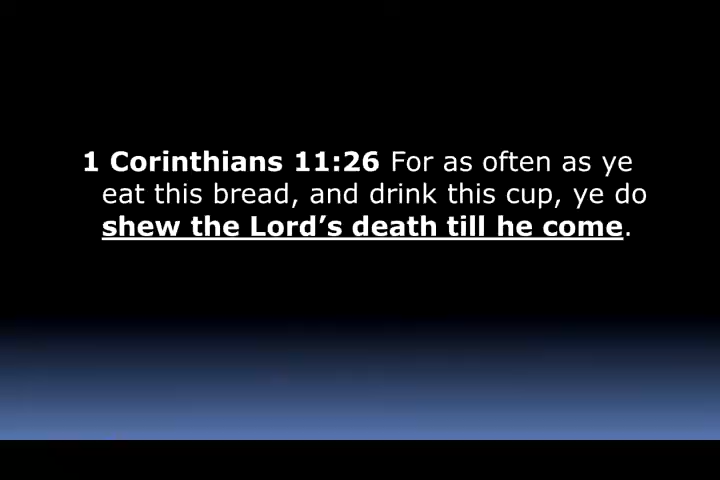 1 Corinthians 11:26 For as often as ye
eat this bread, and drink this cup, ye do
shew the Lord’s death till he come.